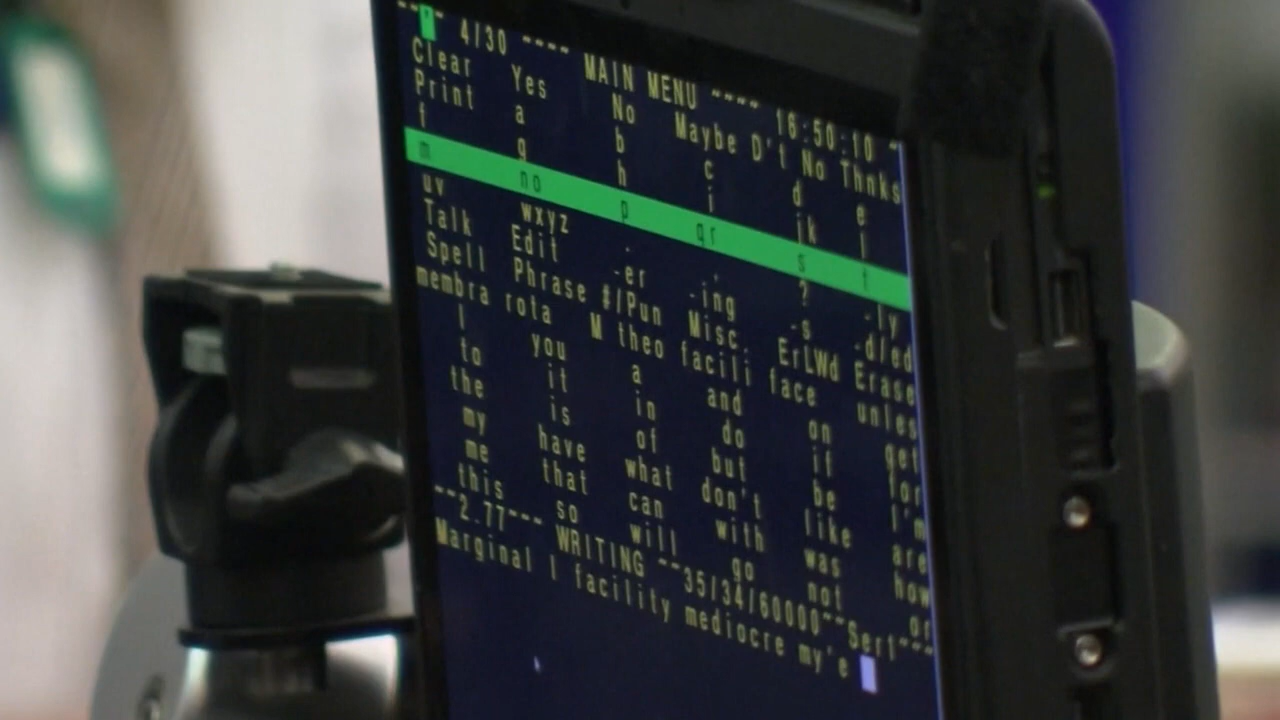 ~~~~ 4/30 ~~~~ MAIN MENU ~~~~ 16:50:10 ~
Clear Yes No Maybe D't No Thnks
Print a b c d e
f g h i jk l
m no p qr s t
uv wxyz . , ? -ly
Talk Edit -er -ing -s -d/ed
Spell Phrase #/Pun Misc. ErLWd Erase
membra rota M theo facili face unles
I you a and on get
to it in do if for
the is of but be I'm
my have what don't like are
me that can with was how
this so will go not or
~~2.77~~~ WRITING ~~35/34/60000~~Sert~~~
Marginal l facility mediocre my'e